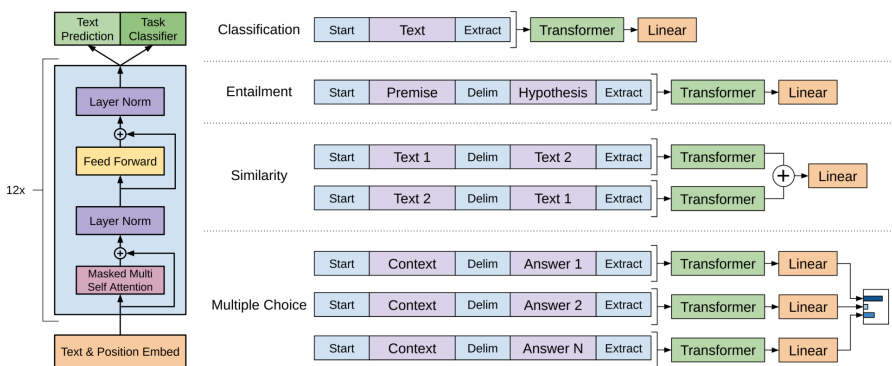 Text
Prediction
Task
Classifier
12x
Layer Norm
Feed Forward
Layer Norm
Masked Multi
Self Attention
Text & Position Embed
Classification
Start Text Extract Transformer Linear
Entailment
Start Premise Delim Hypothesis Extract Transformer Linear
Similarity
Start Text 1 Delim Text 2 Extract Transformer
Start Text 2 Delim Text 1 Extract Transformer
Linear
Multiple Choice
Start Context Delim Answer 1 Extract Transformer Linear
Start Context Delim Answer 2 Extract Transformer Linear
Start Context Delim Answer N Extract Transformer Linear